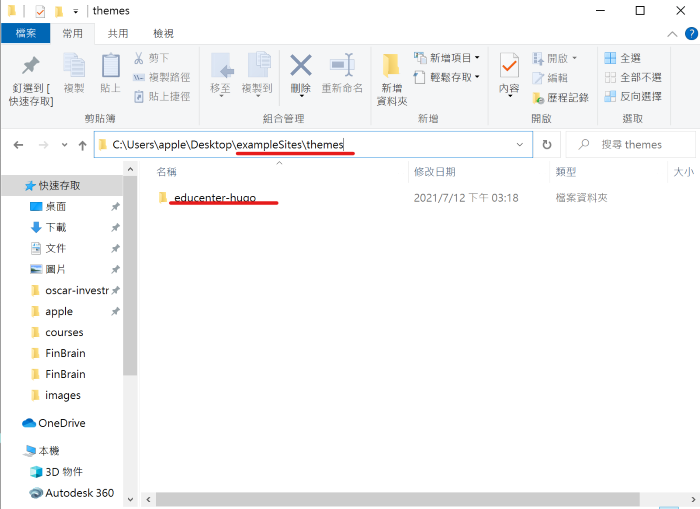 themes
檔案 常用 共用 檢視
釘選到 [快速存取]
複製
貼上
剪下
複製路徑
貼上捷徑
剪貼簿
移至
複製到
刪除
重新命名
組合管理
新增資料夾
新增項目
輕鬆存取
新增
內容
開啟
編輯
歷程記錄
開啟
全選
全部不選
反向選擇
選取
C:\Users\apple\Desktop\exampleSites\themes
搜尋 themes
名稱 修改日期 類型
educenter-hugo 2021/7/12 下午 03:18 檔案資料夾
快速存取
桌面
下載
文件
圖片
oscar-investr
apple
courses
FinBrain
FinBrain
images
OneDrive
本機
3D 物件
Autodesk 360